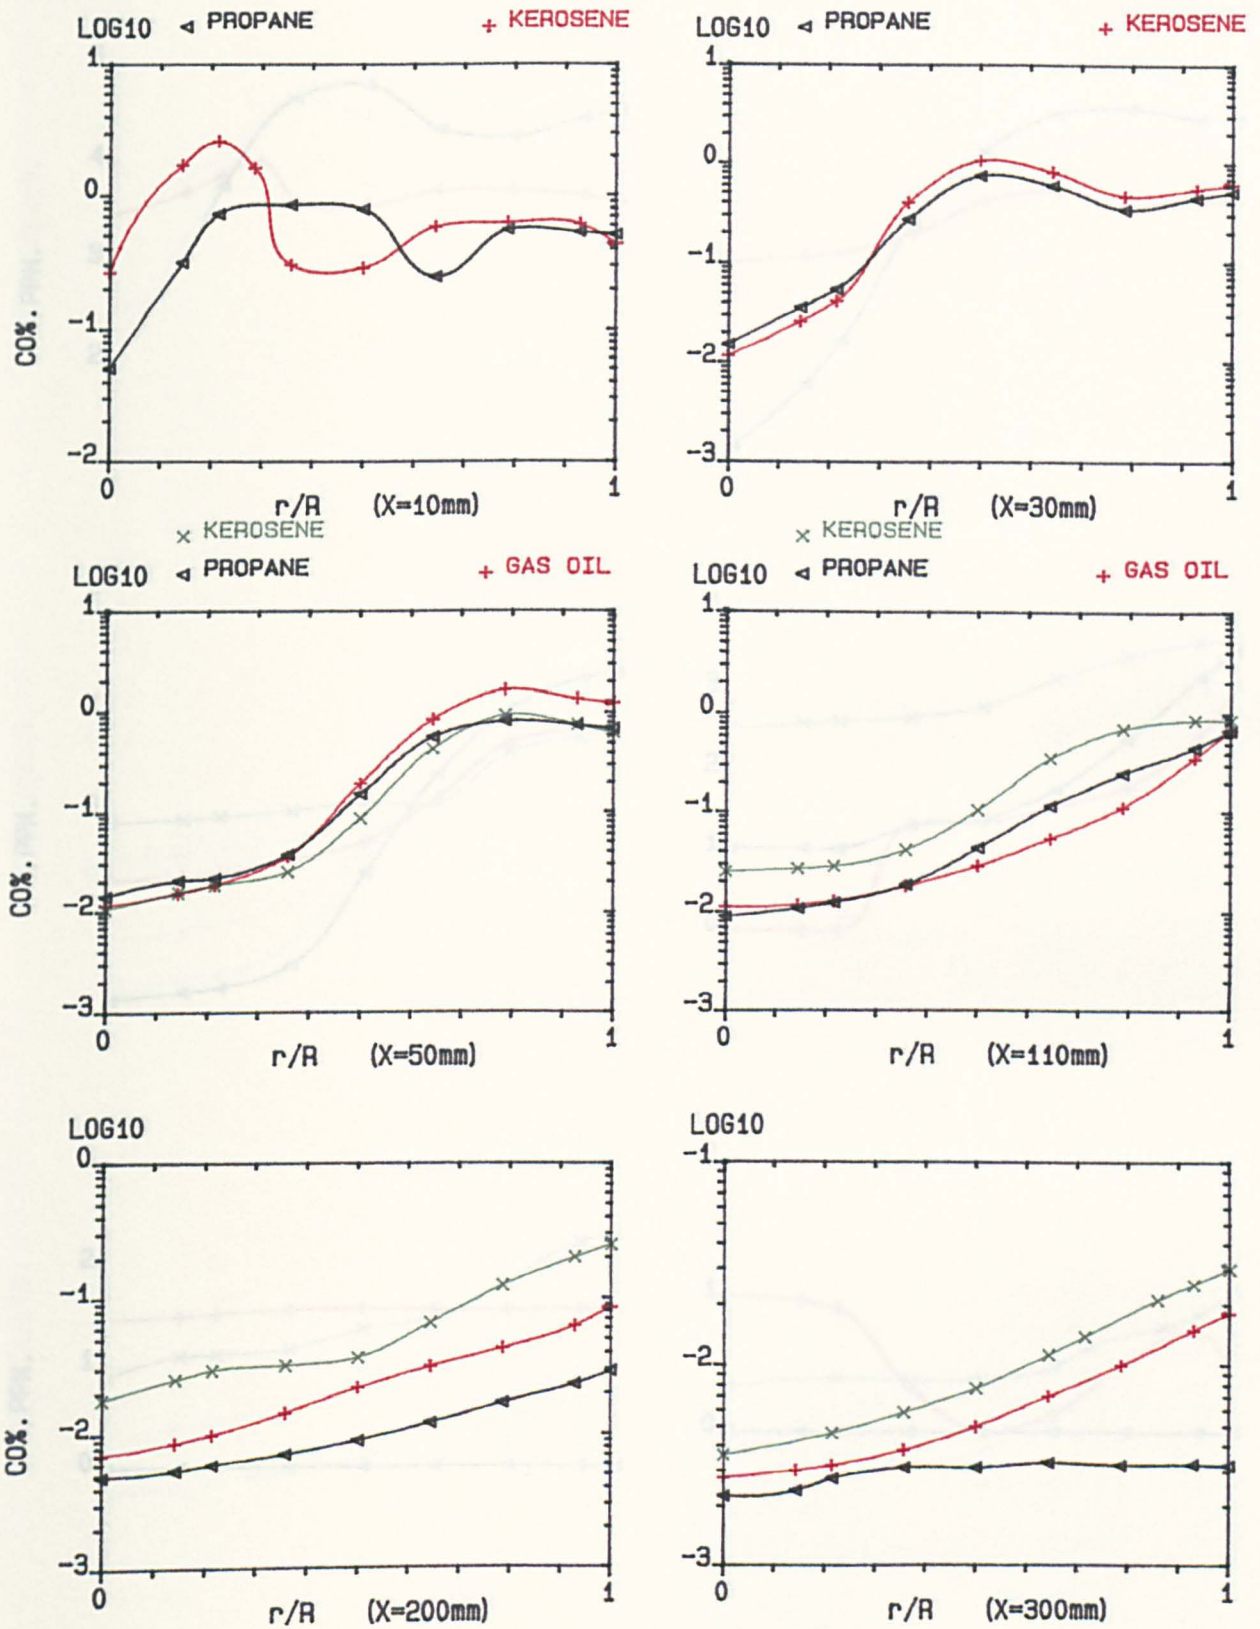 LOG10 PROPANE KEROSENE
1
0
-1
-2
CO%.
0 1
r/R (X=10mm)
LOG10 PROPANE KEROSENE
1
0
-1
-2
-3
0 1
r/R (X=30mm)
KEROSENE
LOG10 PROPANE GAS OIL
1
0
-1
-2
-3
CO%.
0 1
r/R (X=50mm)
KEROSENE
LOG10 PROPANE GAS OIL
1
0
-1
-2
-3
0 1
r/R (X=110mm)
LOG10
0
-1
-2
-3
CO%.
0 1
r/R (X=200mm)
LOG10
-1
-2
-3
0 1
r/R (X=300mm)